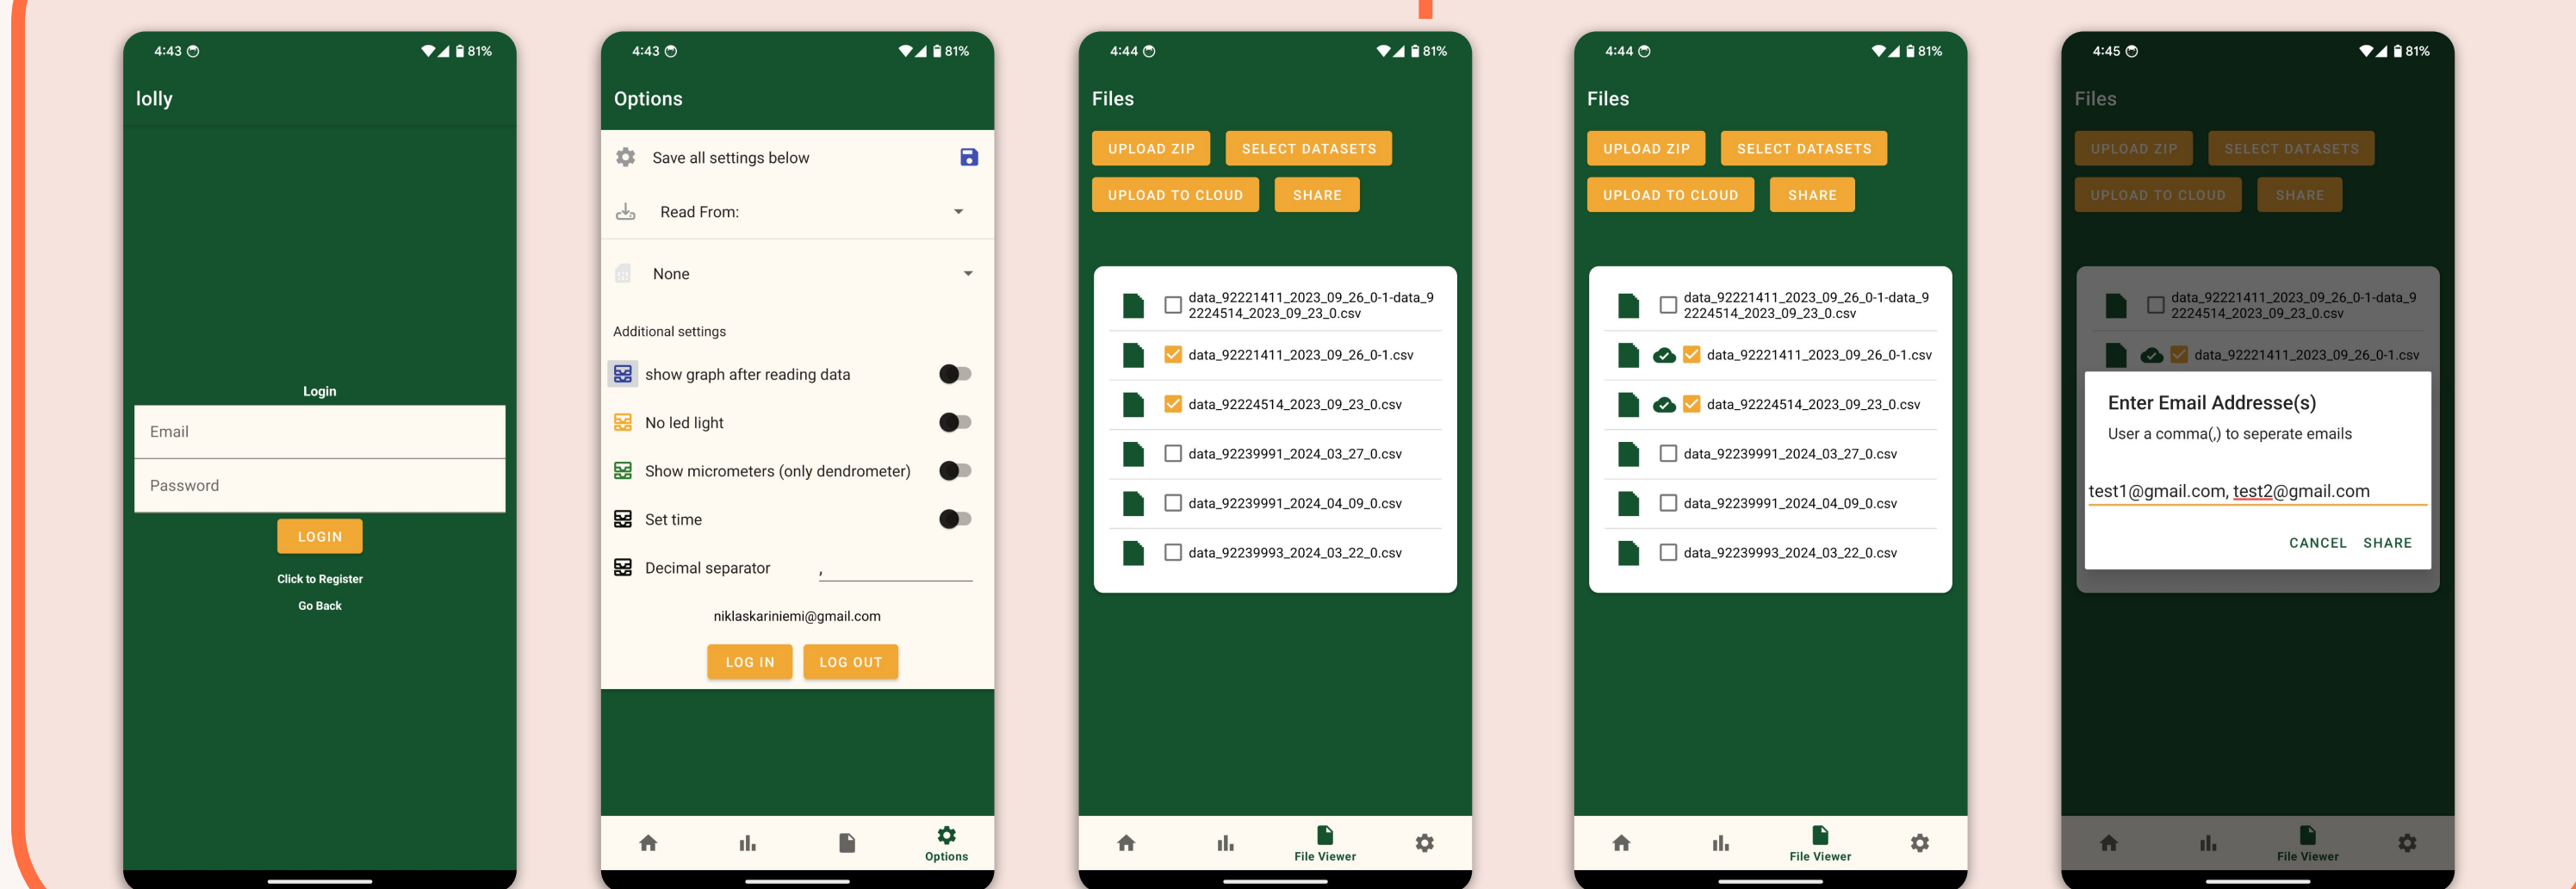 4:43
81%
lolly
Login
Email
Password
LOGIN
Click to Register
Go Back
4:43
81%
Options
Save all settings below
Read From:
None
Additional settings
show graph after reading data
No led light
Show micrometers (only dendrometer)
Set time
Decimal separator ,
niklaskariniemi@gmail.com
LOG IN LOG OUT
Options
4:44
81%
Files
UPLOAD ZIP SELECT DATASETS
UPLOAD TO CLOUD SHARE
data_92221411_2023_09_26_0-1-data_9
2224514_2023_09_23_0.csv
data_92221411_2023_09_26_0-1.csv
data_92224514_2023_09_23_0.csv
data_92239991_2024_03_27_0.csv
data_92239991_2024_04_09_0.csv
data_92239993_2024_03_22_0.csv
File Viewer
4:44
81%
Files
UPLOAD ZIP SELECT DATASETS
UPLOAD TO CLOUD SHARE
data_92221411_2023_09_26_0-1-data_9
2224514_2023_09_23_0.csv
data_92221411_2023_09_26_0-1.csv
data_92224514_2023_09_23_0.csv
data_92239991_2024_03_27_0.csv
data_92239991_2024_04_09_0.csv
data_92239993_2024_03_22_0.csv
File Viewer
4:45
81%
Files
UPLOAD ZIP SELECT DATASETS
UPLOAD TO CLOUD SHARE
data_92221411_2023_09_26_0-1-data_9
2224514_2023_09_23_0.csv
data_92221411_2023_09_26_0-1.csv
Enter Email Addresse(s)
User a comma(,) to seperate emails
test1@gmail.com, test2@gmail.com
CANCEL SHARE
File Viewer